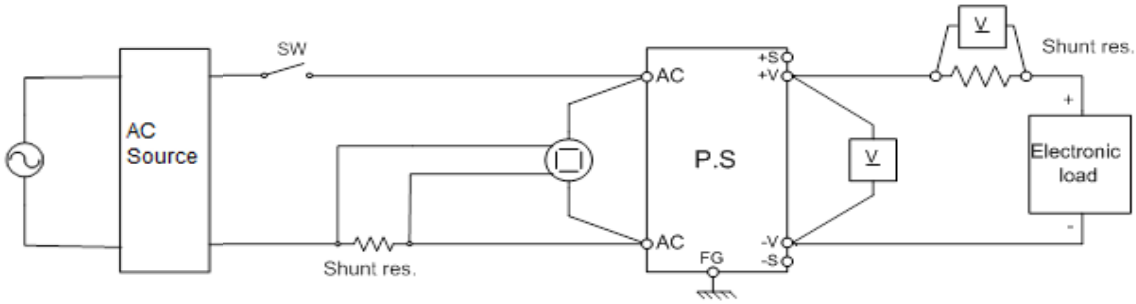 SW
AC
Source
Shunt res.
AC
AC
P.S
FG
+S
+V
-V
-S
V
V
Shunt res.
+
Electronic
load
-